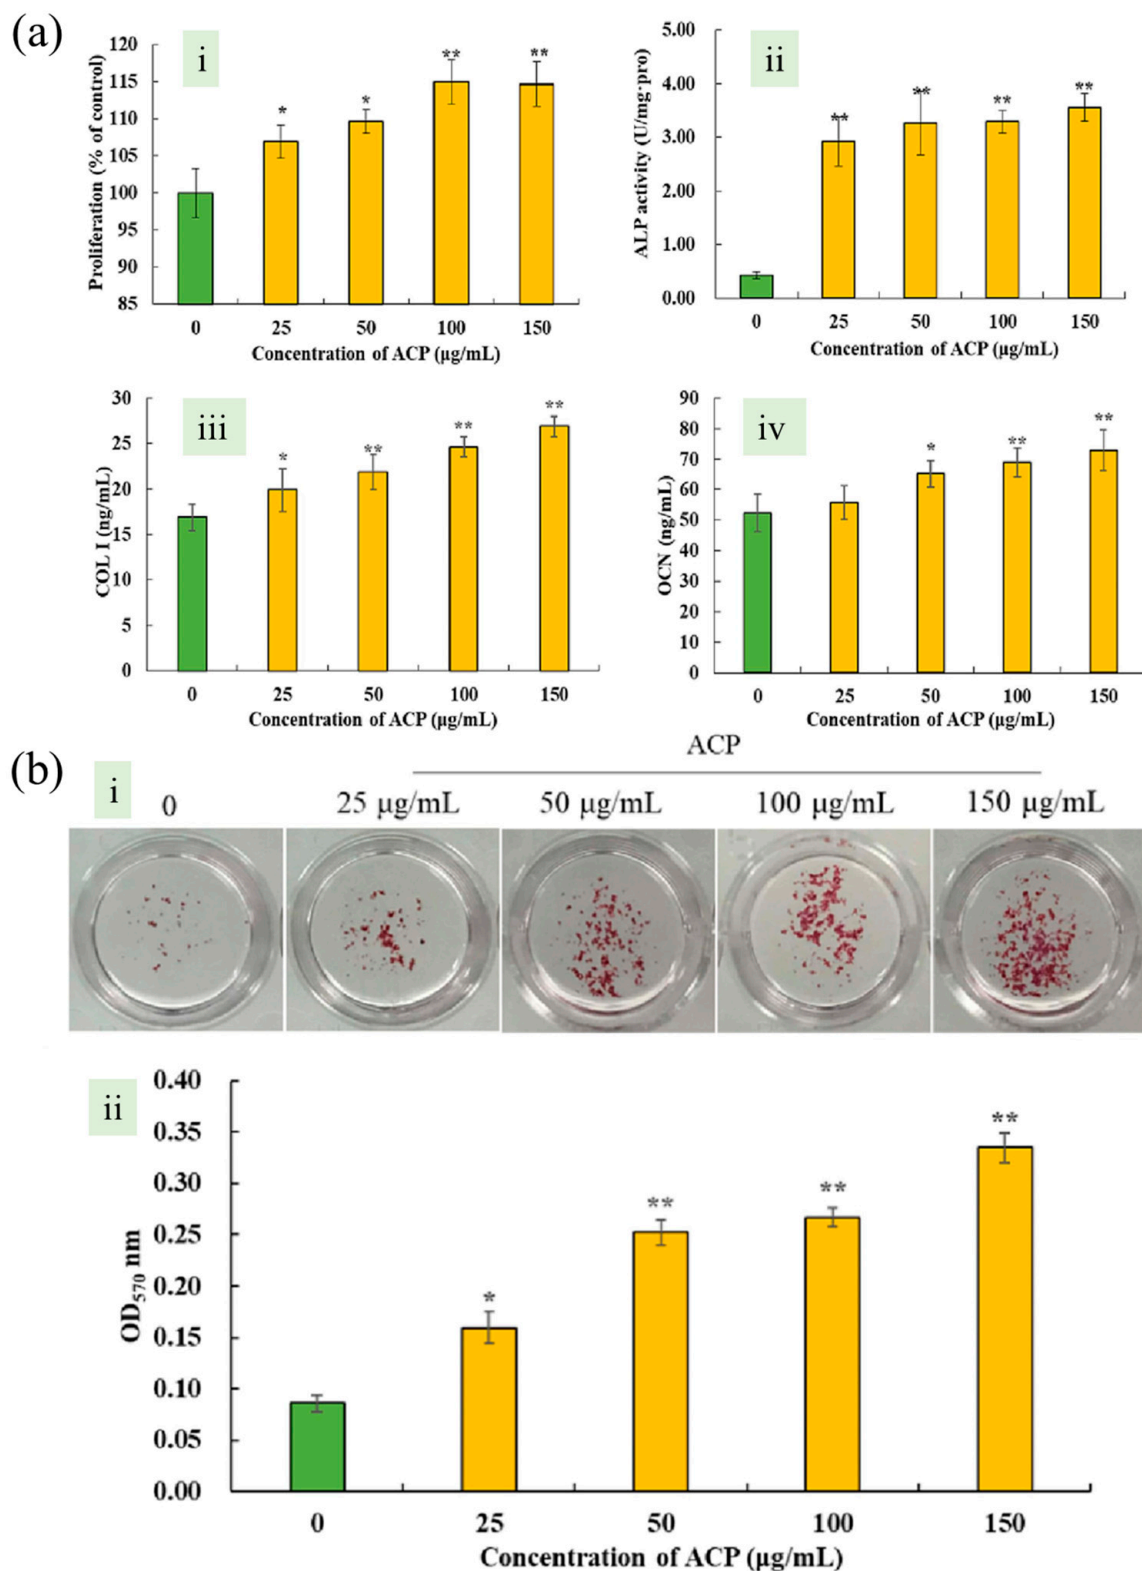 (a)
i
Proliferation (% of control)
120
115
110
105
100
95
90
85
* * ** **
0 25 50 100 150
Concentration of ACP (μg/mL)
ii
ALP activity (U/mg·pro)
5.00
4.00
3.00
2.00
1.00
0.00
** ** ** **
0 25 50 100 150
Concentration of ACP (μg/mL)
iii
COL I (ng/mL)
30
25
20
15
10
5
0
* ** ** **
0 25 50 100 150
Concentration of ACP (μg/mL)
iv
OCN (ng/mL)
90
80
70
60
50
40
30
20
10
0
* ** **
0 25 50 100 150
Concentration of ACP (μg/mL)
(b)
i
ACP
0 25 μg/mL 50 μg/mL 100 μg/mL 150 μg/mL
ii
OD570 nm
0.40
0.35
0.30
0.25
0.20
0.15
0.10
0.05
0.00
* ** ** **
0 25 50 100 150
Concentration of ACP (μg/mL)